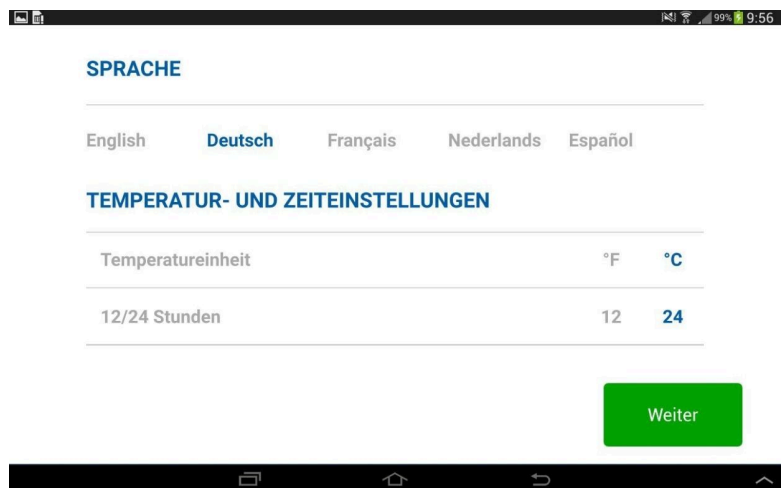 99% 9:56
SPRACHE
English Deutsch Français Nederlands Español
TEMPERATUR- UND ZEITEINSTELLUNGEN
Temperatureinheit °F °C
12/24 Stunden 12 24
Weiter